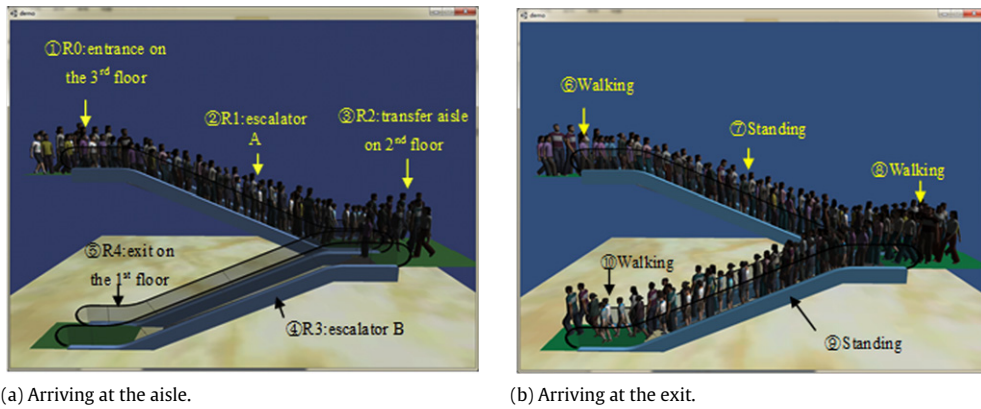 demo
①R0:entrance on
the 3rd floor
②R1:escalator
A
③R2:transfer aisle
on 2nd floor
⑤R4:exit on
the 1st floor
④R3:escalator B
(a) Arriving at the aisle.
demo
⑥Walking
⑦Standing
⑧Walking
⑩Walking
⑨Standing
(b) Arriving at the exit.